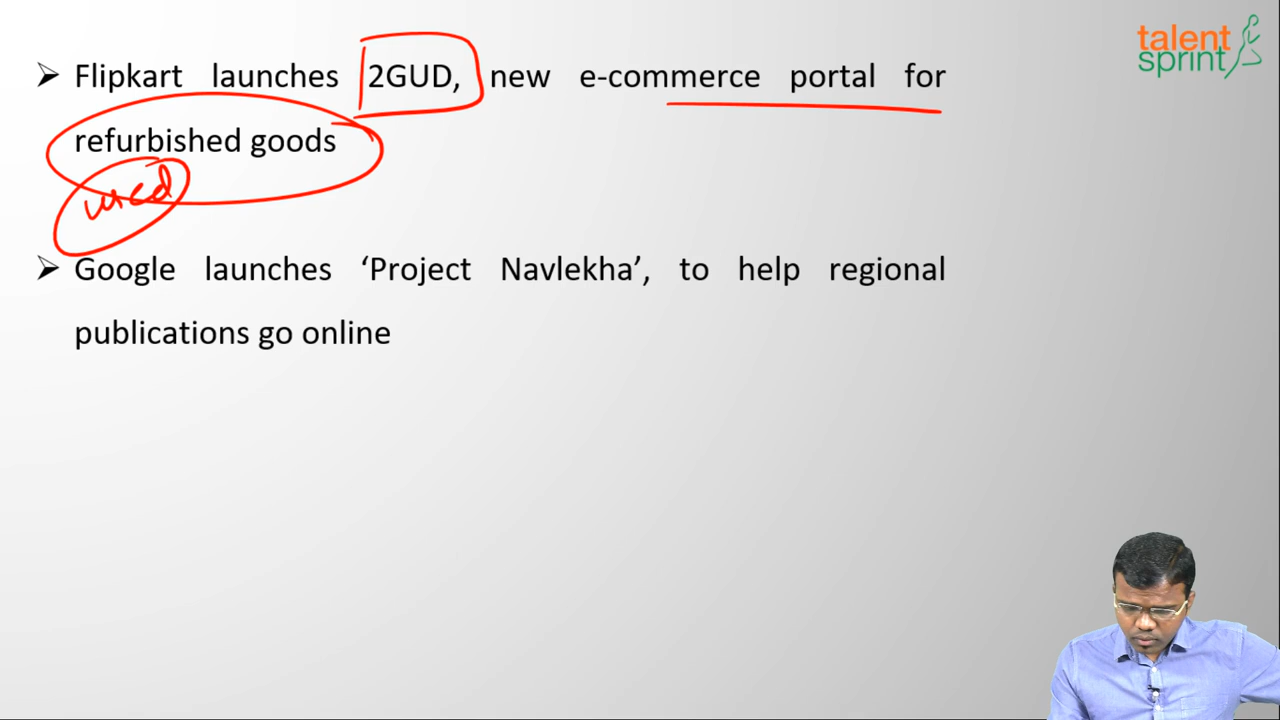 talent
sprint
➢ Flipkart launches 2GUD, new e-commerce portal for
refurbished goods
used
➢ Google launches ‘Project Navlekha’, to help regional
publications go online